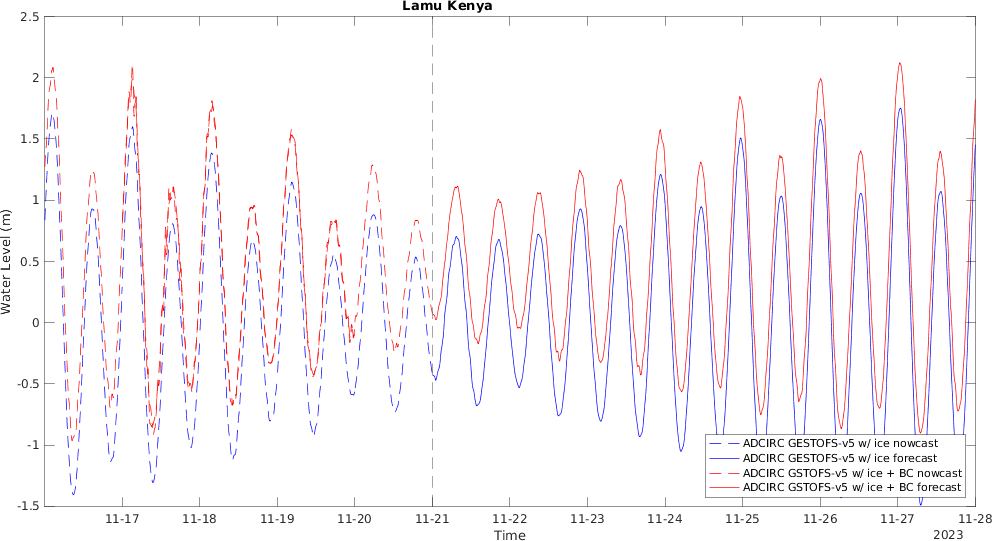 Lamu Kenya
2.5
2
1.5
1
0.5
0
-0.5
-1
-1.5
Water Level (m)
ADCIRC GESTOFS-v5 w/ ice nowcast
ADCIRC GESTOFS-v5 w/ ice forecast
ADCIRC GSTOFS-v5 w/ ice + BC nowcast
ADCIRC GSTOFS-v5 w/ ice + BC forecast
11-17 11-18 11-19 11-20 11-21 11-22 11-23 11-24 11-25 11-26 11-27 11-28
Time
2023